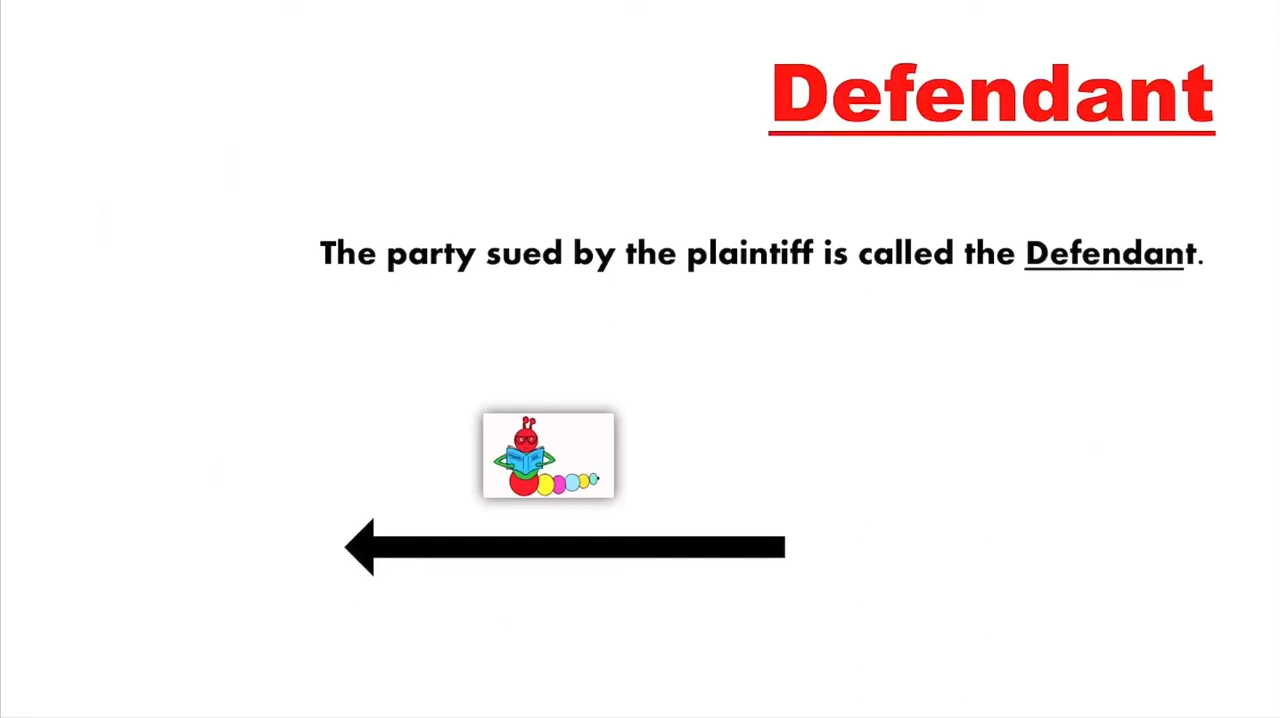 Defendant
The party sued by the plaintiff is called the Defendant.